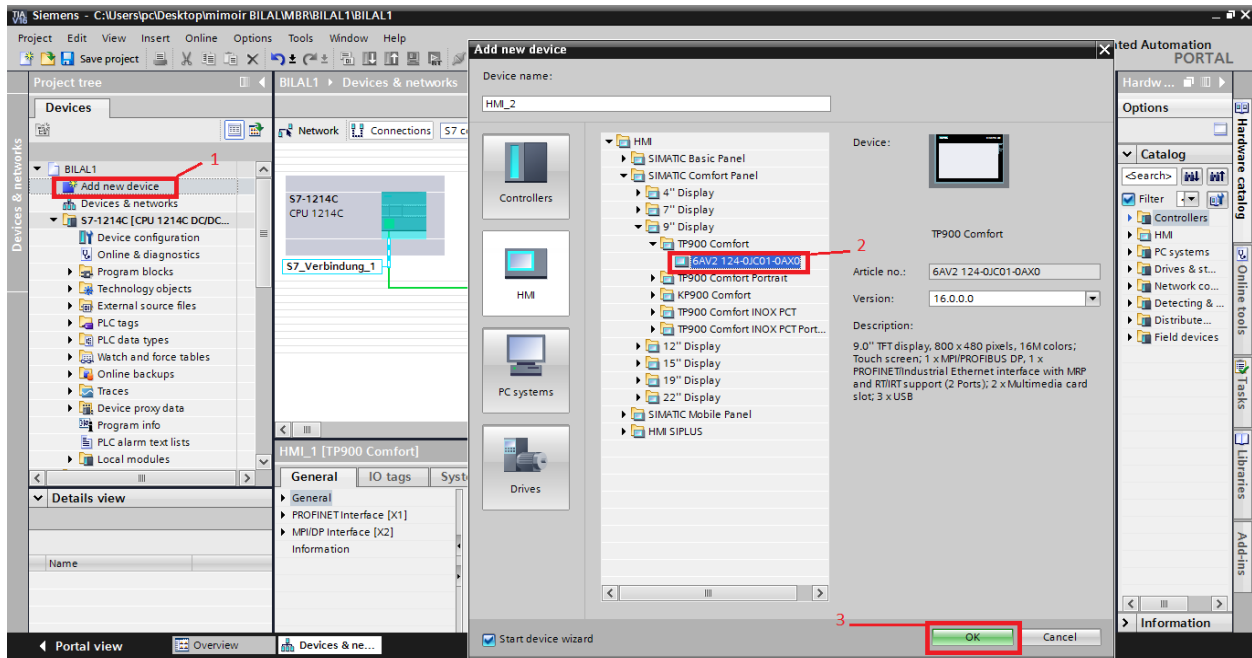 Siemens - C:\Users\pc\Desktop\mimoir BILAL\MBR\BILAL1\BILAL1
Project Edit View Insert Online Options Tools Window Help
Save project
ted Automation
PORTAL
Project tree
Devices
Devices & networks
BILAL1
1
Add new device
Devices & networks
S7-1214C [CPU 1214C DC/DC...
Device configuration
Online & diagnostics
Program blocks
Technology objects
External source files
PLC tags
PLC data types
Watch and force tables
Online backups
Traces
Device proxy data
Program info
PLC alarm text lists
Local modules
Details view
Name
BILAL1 Devices & networks
Network Connections S7 c
S7-1214C
CPU 1214C
S7_Verbindung_1
HMI_1 [TP900 Comfort]
General IO tags Syst
General
PROFINET Interface [X1]
MPI/DP Interface [X2]
Information
Add new device
Device name:
HMI_2
Controllers
HMI
PC systems
Drives
HMI
SIMATIC Basic Panel
SIMATIC Comfort Panel
4" Display
7" Display
9" Display
TP900 Comfort
2
6AV2 124-0JC01-0AX0
TP900 Comfort Portrait
KP900 Comfort
TP900 Comfort INOX PCT
TP900 Comfort INOX PCT Port...
12" Display
15" Display
19" Display
22" Display
SIMATIC Mobile Panel
HMI SIPLUS
Device:
TP900 Comfort
Article no.: 6AV2 124-0JC01-0AX0
Version: 16.0.0.0
Description:
9.0" TFT display, 800 x 480 pixels, 16M colors;
Touch screen; 1 x MPI/PROFIBUS DP, 1 x
PROFINET/Industrial Ethernet interface with MRP
and RT/IRT support (2 Ports); 2 x Multimedia card
slot; 3 x USB
3
Start device wizard
OK Cancel
Hardw...
Options
Catalog
<Search>
Filter
Controllers
HMI
PC systems
Drives & st...
Network co...
Detecting & ...
Distribute...
Field devices
Information
Hardware catalog
Online tools
Tasks
Libraries
Add-ins
Portal view Overview Devices & ne...